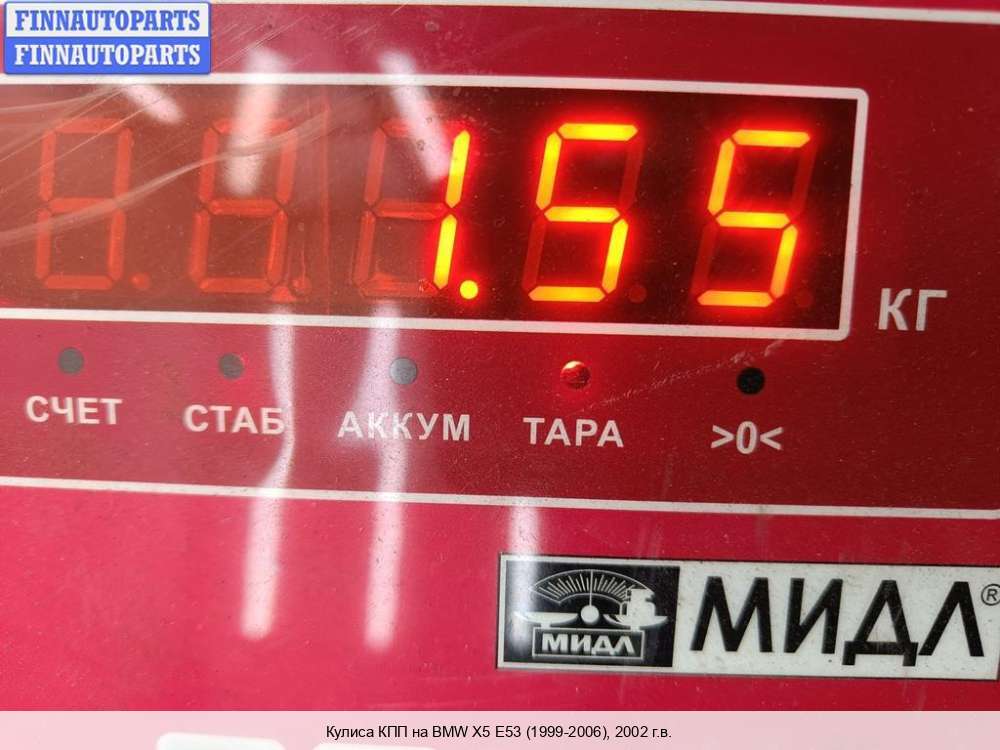 FINNAUTOPARTS
FINNAUTOPARTS
1.55
КГ
СЧЕТ СТАБ АККУМ ТАРА >0<
МИДЛ МИДЛ®
Кулиса КПП на BMW X5 E53 (1999-2006), 2002 г.в.